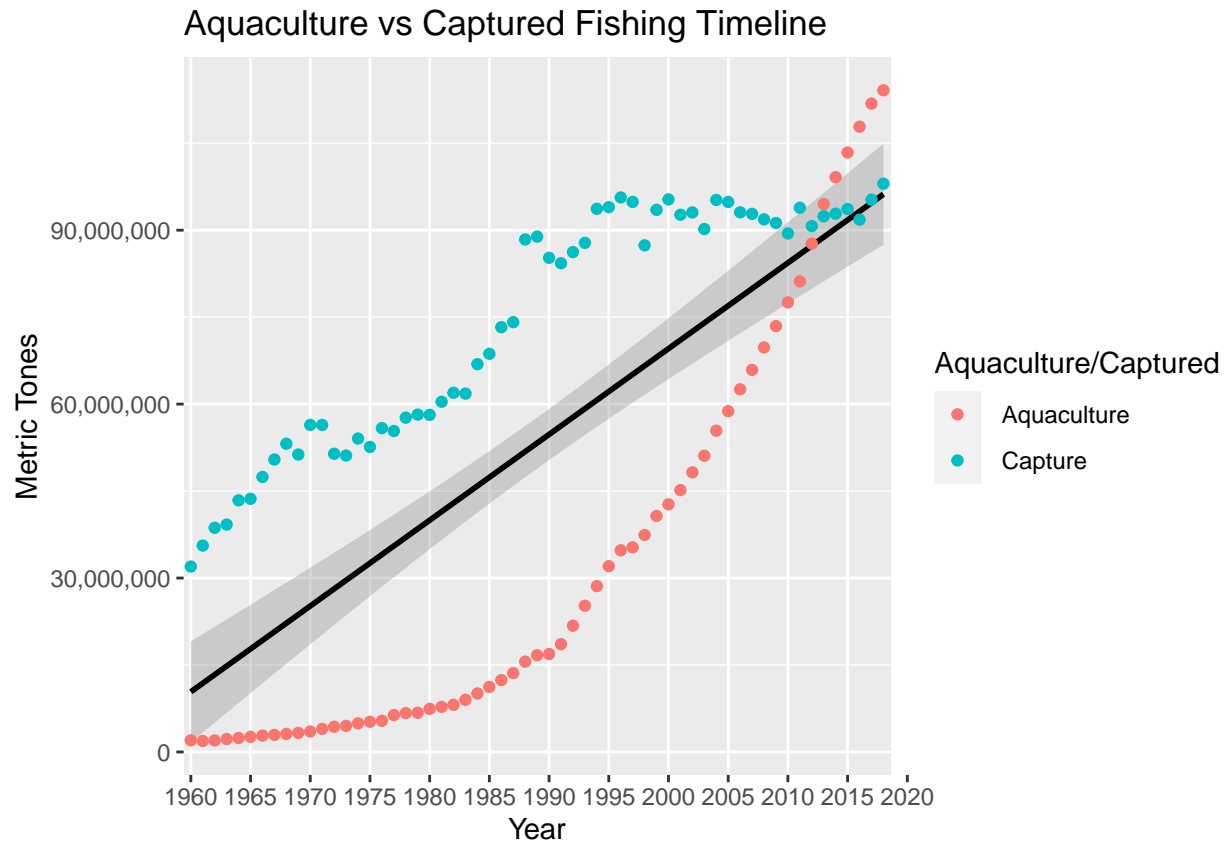 Aquaculture vs Captured Fishing Timeline
Metric Tones
90,000,000
60,000,000
30,000,000
0
1960 1965 1970 1975 1980 1985 1990 1995 2000 2005 2010 2015 2020
Year
Aquaculture/Captured
Aquaculture
Capture